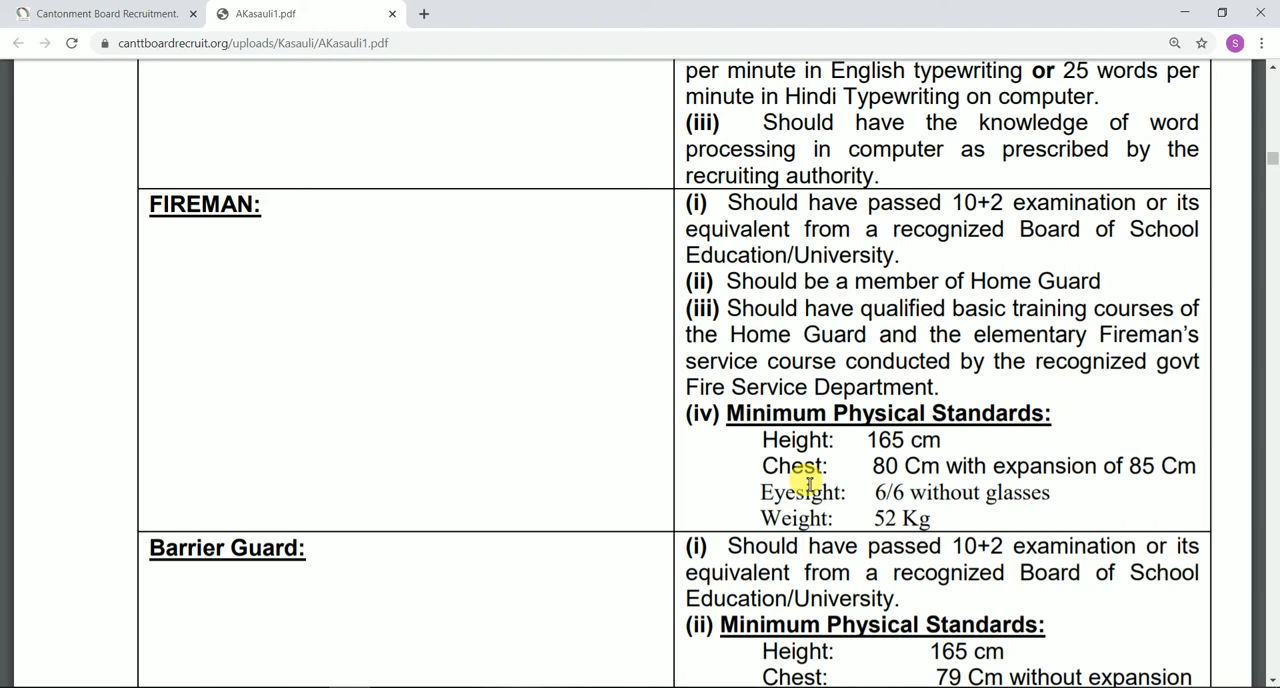 Cantonment Board Recruitment.
AKasauli1.pdf
canttboardrecruit.org/uploads/Kasauli/AKasauli1.pdf
S
per minute in English typewriting or 25 words per
minute in Hindi Typewriting on computer.
(iii) Should have the knowledge of word
processing in computer as prescribed by the
recruiting authority.
FIREMAN:
(i) Should have passed 10+2 examination or its
equivalent from a recognized Board of School
Education/University.
(ii) Should be a member of Home Guard
(iii) Should have qualified basic training courses of
the Home Guard and the elementary Fireman's
service course conducted by the recognized govt
Fire Service Department.
(iv) Minimum Physical Standards:
Height: 165 cm
Chest: 80 Cm with expansion of 85 Cm
Eyesight: 6/6 without glasses
Weight: 52 Kg
Barrier Guard:
(i) Should have passed 10+2 examination or its
equivalent from a recognized Board of School
Education/University.
(ii) Minimum Physical Standards:
Height: 165 cm
Chest: 79 Cm without expansion